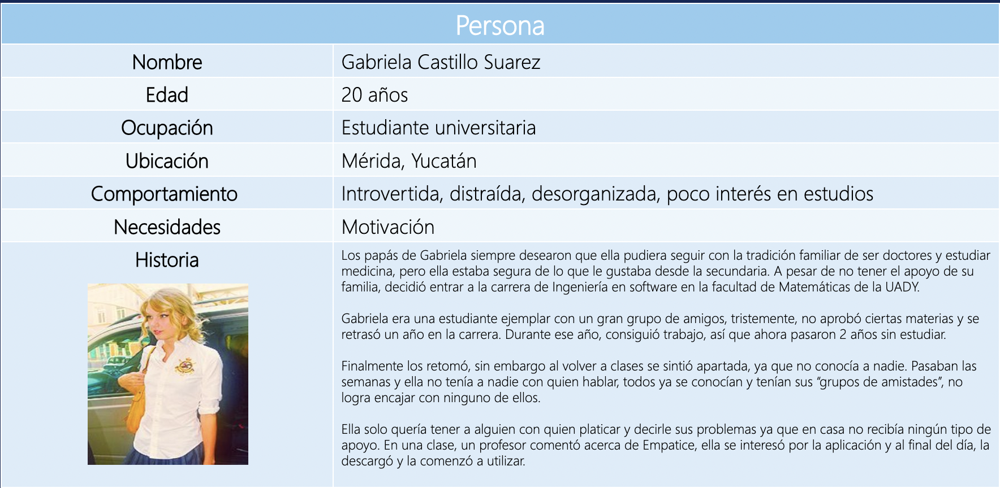 Persona
Nombre
Gabriela Castillo Suarez
Edad
20 años
Ocupación
Estudiante universitaria
Ubicación
Mérida, Yucatán
Comportamiento
Introvertida, distraída, desorganizada, poco interés en estudios
Necesidades
Motivación
Historia
Los papás de Gabriela siempre desearon que ella pudiera seguir con la tradición familiar de ser doctores y estudiar
medicina, pero ella estaba segura de lo que le gustaba desde la secundaria. A pesar de no tener el apoyo de su
familia, decidió entrar a la carrera de Ingeniería en software en la facultad de Matemáticas de la UADY.
Gabriela era una estudiante ejemplar con un gran grupo de amigos, tristemente, no aprobó ciertas materias y se
retrasó un año en la carrera. Durante ese año, consiguió trabajo, así que ahora pasaron 2 años sin estudiar.
Finalmente los retomó, sin embargo al volver a clases se sintió apartada, ya que no conocía a nadie. Pasaban las
semanas y ella no tenía a nadie con quien hablar, todos ya se conocían y tenían sus “grupos de amistades”, no
logra encajar con ninguno de ellos.
Ella solo quería tener a alguien con quien platicar y decirle sus problemas ya que en casa no recibía ningún tipo de
apoyo. En una clase, un profesor comentó acerca de Empatice, ella se interesó por la aplicación y al final del día, la
descargó y la comenzó a utilizar.